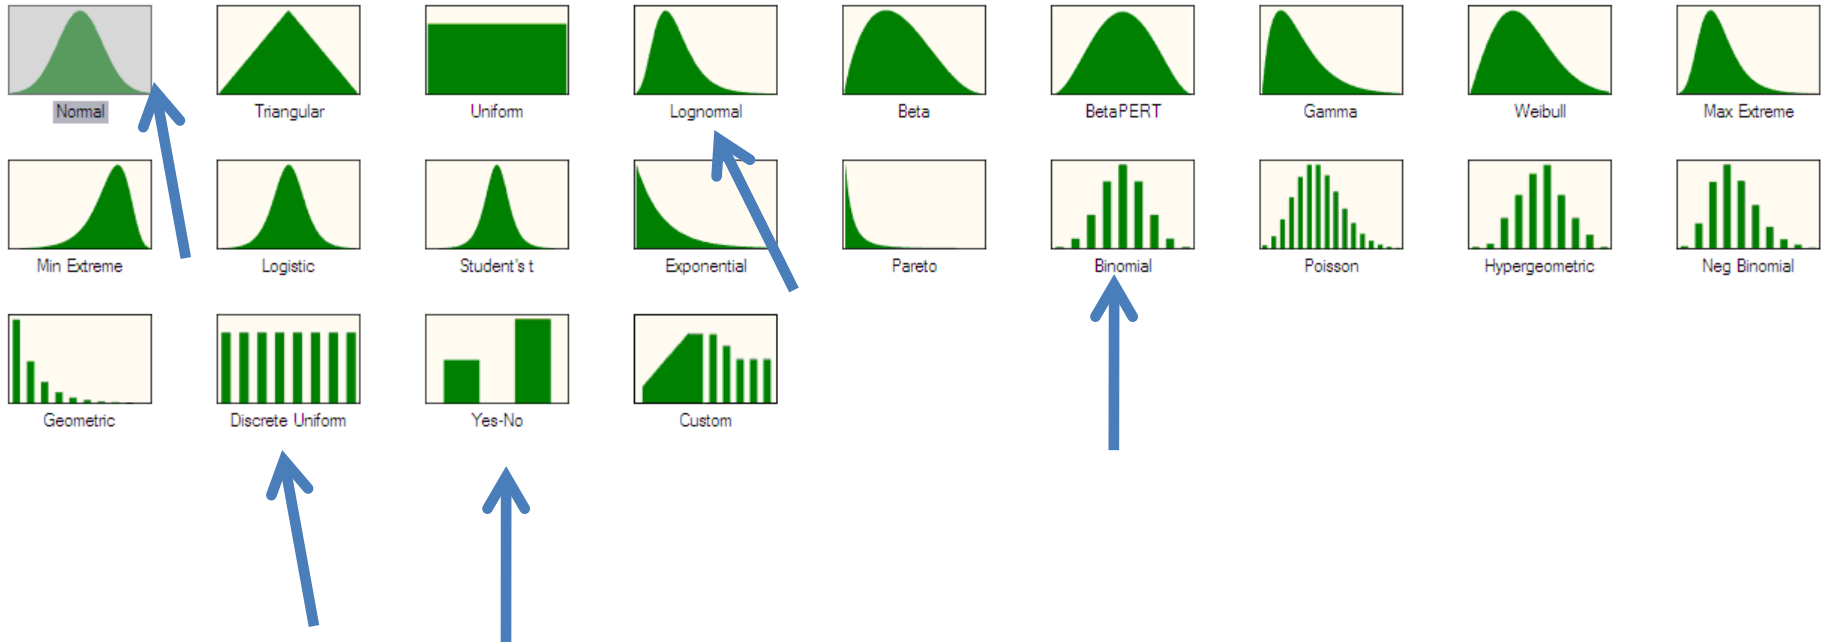 Normal
Triangular
Uniform
Lognormal
Beta
BetaPERT
Gamma
Weibull
Max Extreme
Min Extreme
Logistic
Student's t
Exponential
Pareto
Binomial
Poisson
Hypergeometric
Neg Binomial
Geometric
Discrete Uniform
Yes-No
Custom